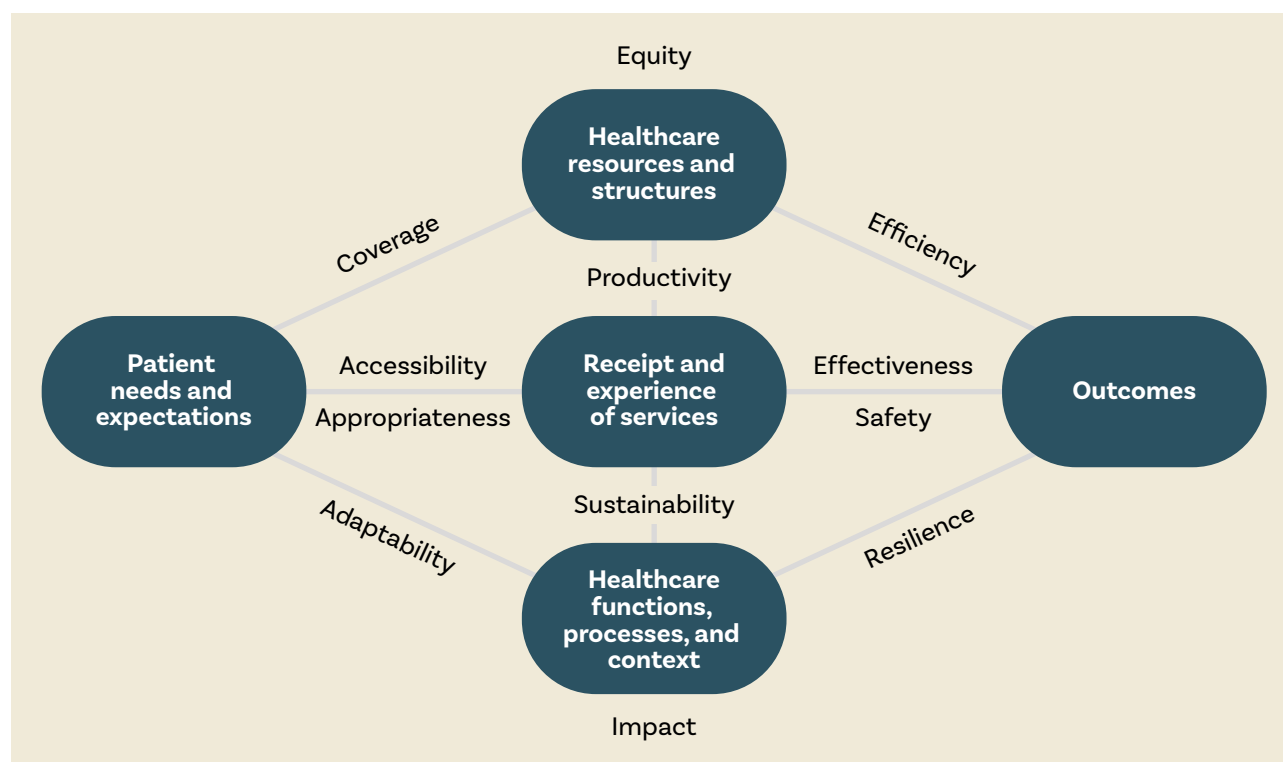 Equity
Healthcare
resources and
structures
Coverage
Efficiency
Productivity
Patient
needs and
expectations
Accessibility
Appropriateness
Receipt and
experience
of services
Effectiveness
Safety
Outcomes
Sustainability
Adaptability
Resilience
Healthcare
functions,
processes, and
context
Impact